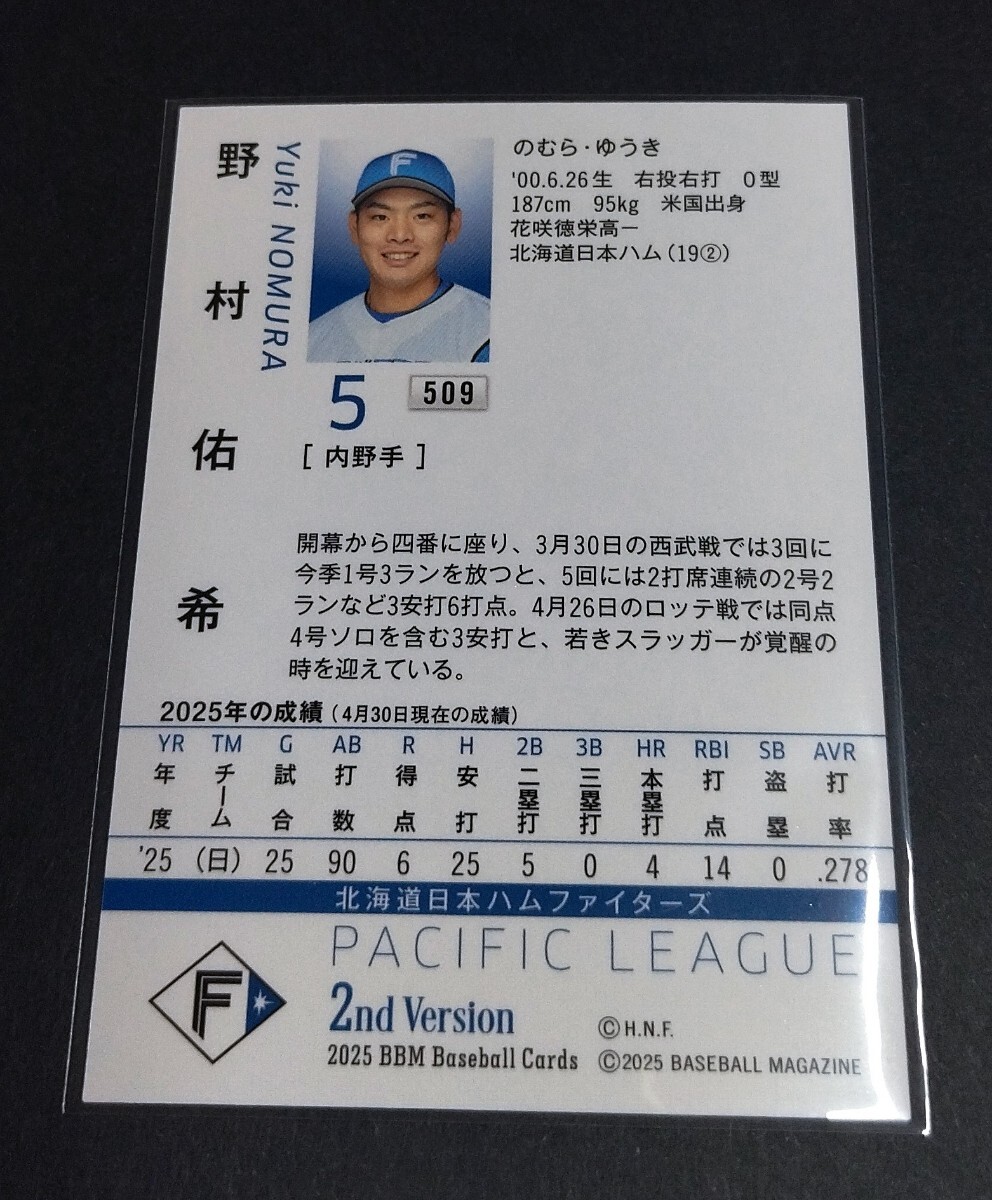 野村佑希
Yuki NOMURA
F
のむら・ゆうき
'00.6.26生 右投右打 O型
187cm 95kg 米国出身
花咲徳栄高ー
北海道日本ハム(19②)
5
509
[ 内野手 ]
開幕から四番に座り、3月30日の西武戦では3回に
今季1号3ランを放つと、5回には2打席連続の2号2
ランなど3安打6打点。4月26日のロッテ戦では同点
4号ソロを含む3安打と、若きスラッガーが覚醒の
時を迎えている。
2025年の成績(4月30日現在の成績)
YR TM G AB R H 2B 3B HR RBI SB AVR
年度 チーム 試合 打数 得点 安打 二塁打 三塁打 本塁打 打点 盗塁 打率
'25 (日) 25 90 6 25 5 0 4 14 0 .278
北海道日本ハムファイターズ
PACIFIC LEAGUE
F
2nd Version
2025 BBM Baseball Cards
©H.N.F.
©2025 BASEBALL MAGAZINE